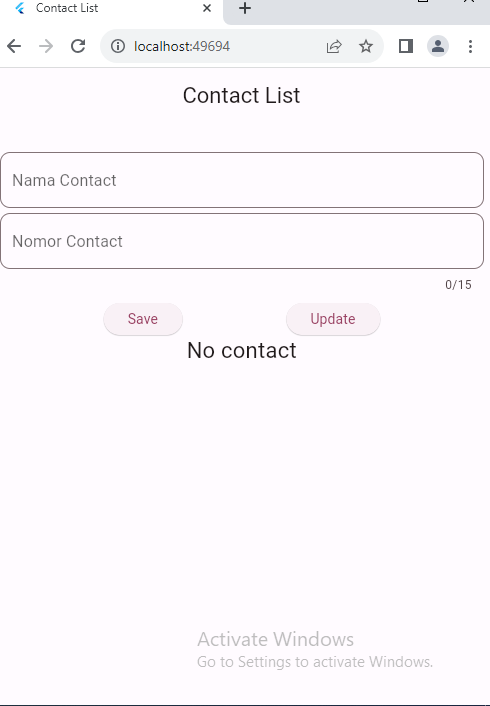 Contact List
localhost:49694
Contact List
Nama Contact
Nomor Contact
0/15
Save Update
No contact
Activate Windows
Go to Settings to activate Windows.